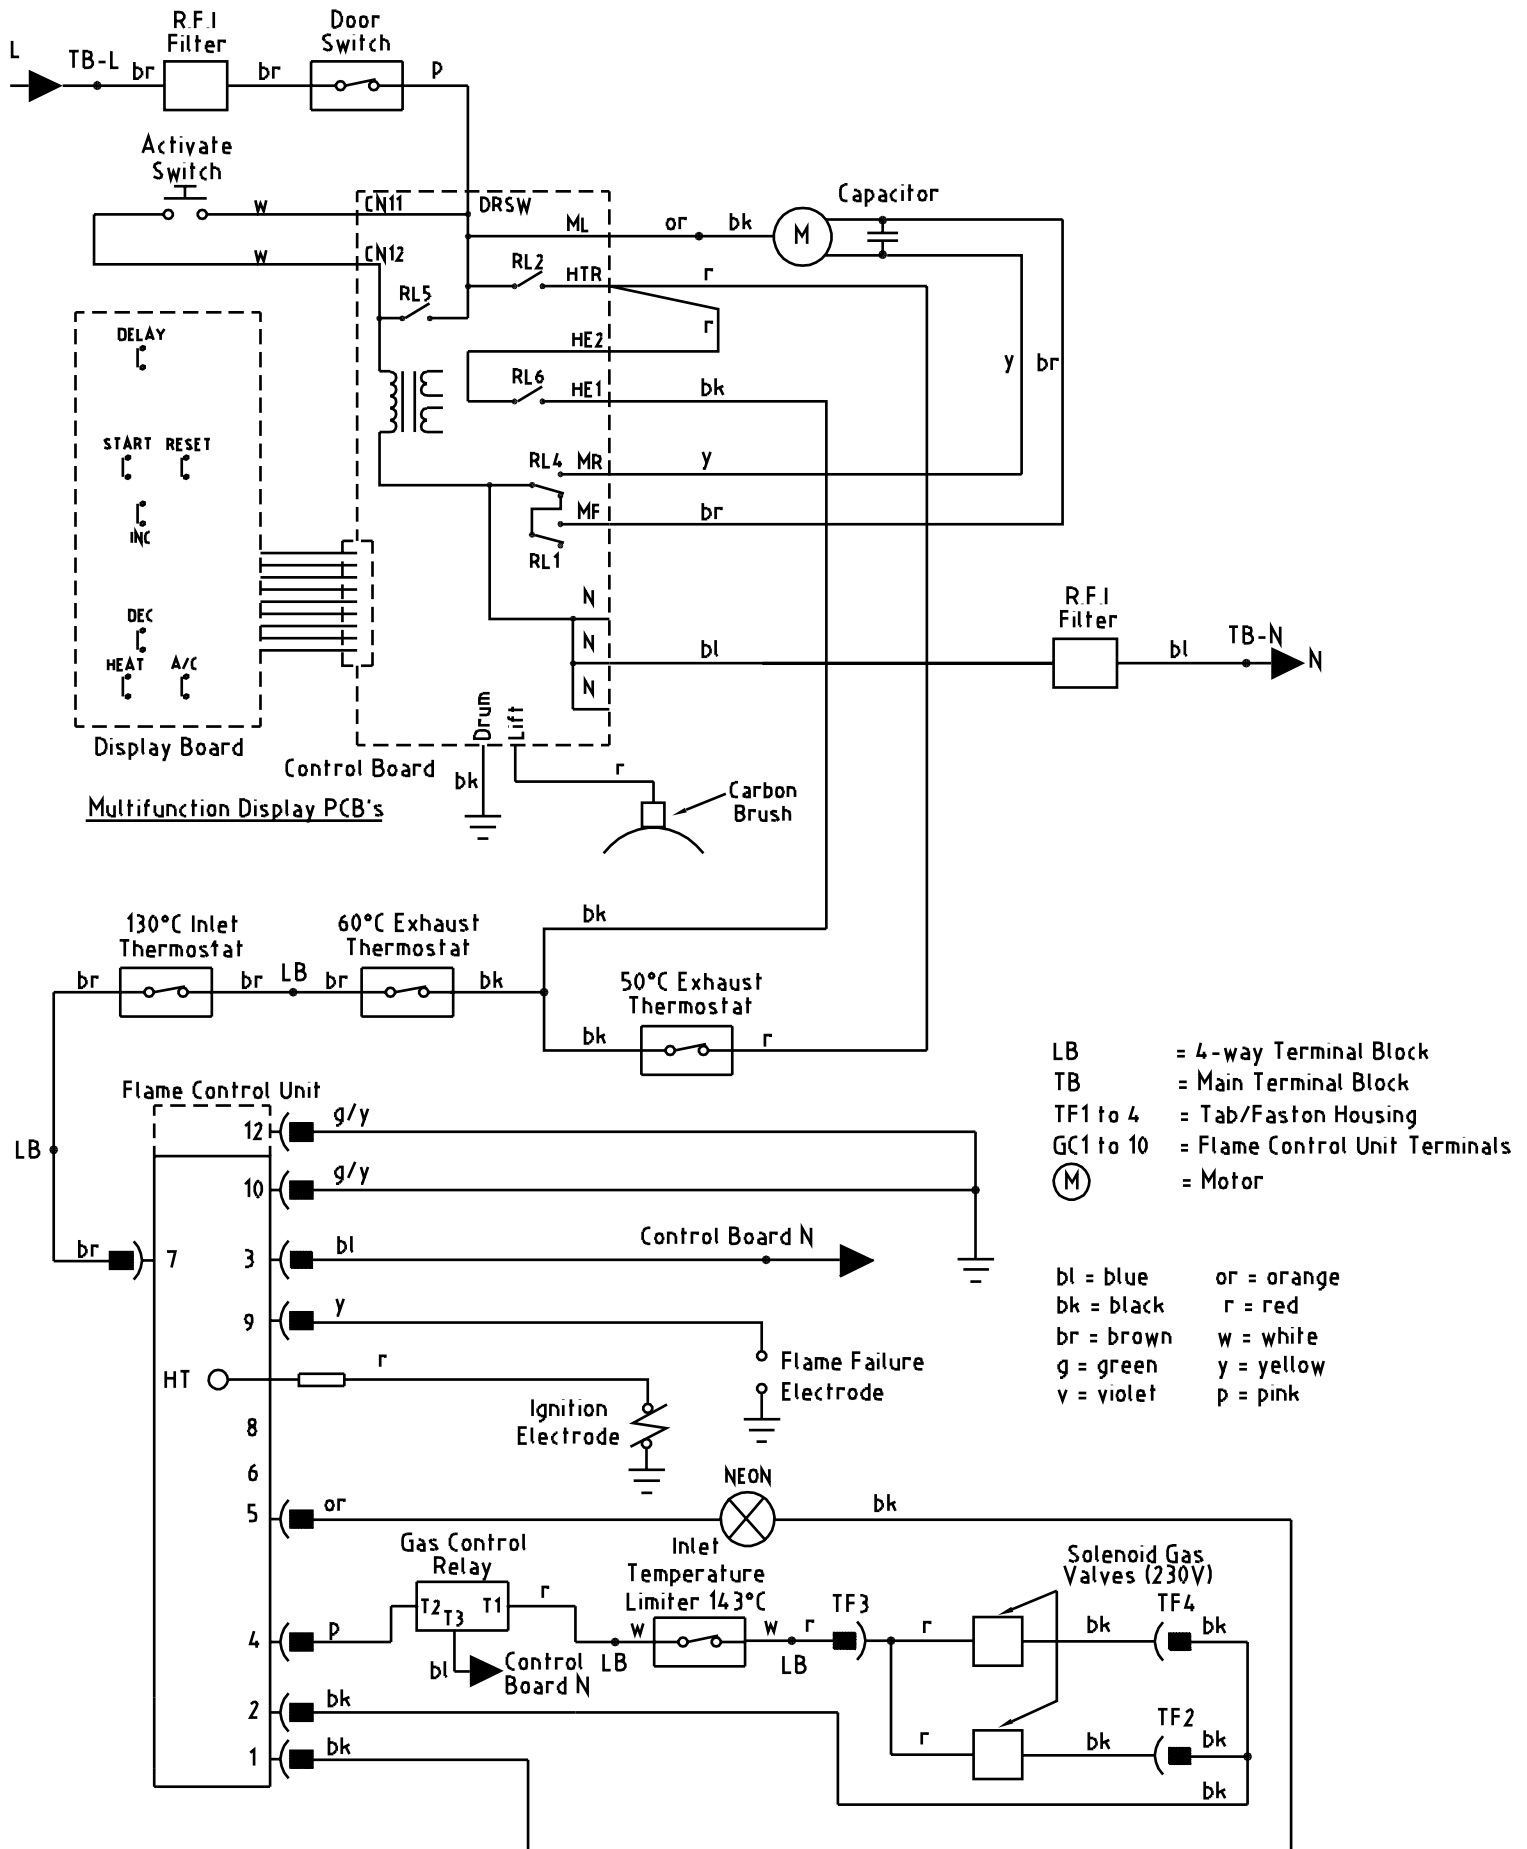 R.F.I
Filter
Door
Switch
L
TB-L
br
br
p
Activate
Switch
w
w
CN11
DRSW
CN12
ML
or
bk
M
Capacitor
RL2
HTR
r
RL5
r
HE2
RL6
HE1
bk
y
br
DELAY
START
RESET
INC
DEC
HEAT
A/C
RL4
MR
y
MF
br
RL1
N
N
N
bl
R.F.I
Filter
bl
TB-N
N
Drum
Lift
Display Board
Control Board
bk
r
Carbon
Brush
Multifunction Display PCB's
130°C Inlet
Thermostat
60°C Exhaust
Thermostat
bk
br
br
LB
br
bk
50°C Exhaust
Thermostat
bk
r
LB = 4-way Terminal Block
TB = Main Terminal Block
TF1 to 4 = Tab/Faston Housing
GC1 to 10 = Flame Control Unit Terminals
M = Motor
Flame Control Unit
12
g/y
LB
10
g/y
br
7
3
bl
Control Board N
bl = blue or = orange
bk = black r = red
br = brown w = white
g = green y = yellow
v = violet p = pink
9
y
Flame Failure
Electrode
HT
r
Ignition
Electrode
8
6
5
or
NEON
bk
Gas Control
Relay
T2
T3
T1
r
Inlet
Temperature
Limiter 143°C
Solenoid Gas
Valves (230V)
4
p
bl
Control
Board N
w
LB
w
r
LB
TF3
r
bk
TF4
bk
2
bk
r
bk
TF2
bk
1
bk
bk